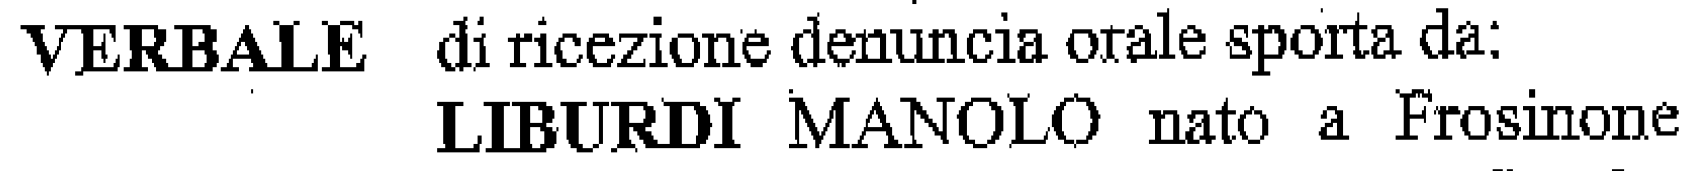 VERBALE di ricezione denuncia orale sporta da:
LIBURDI MANOLO nato a Frosinone